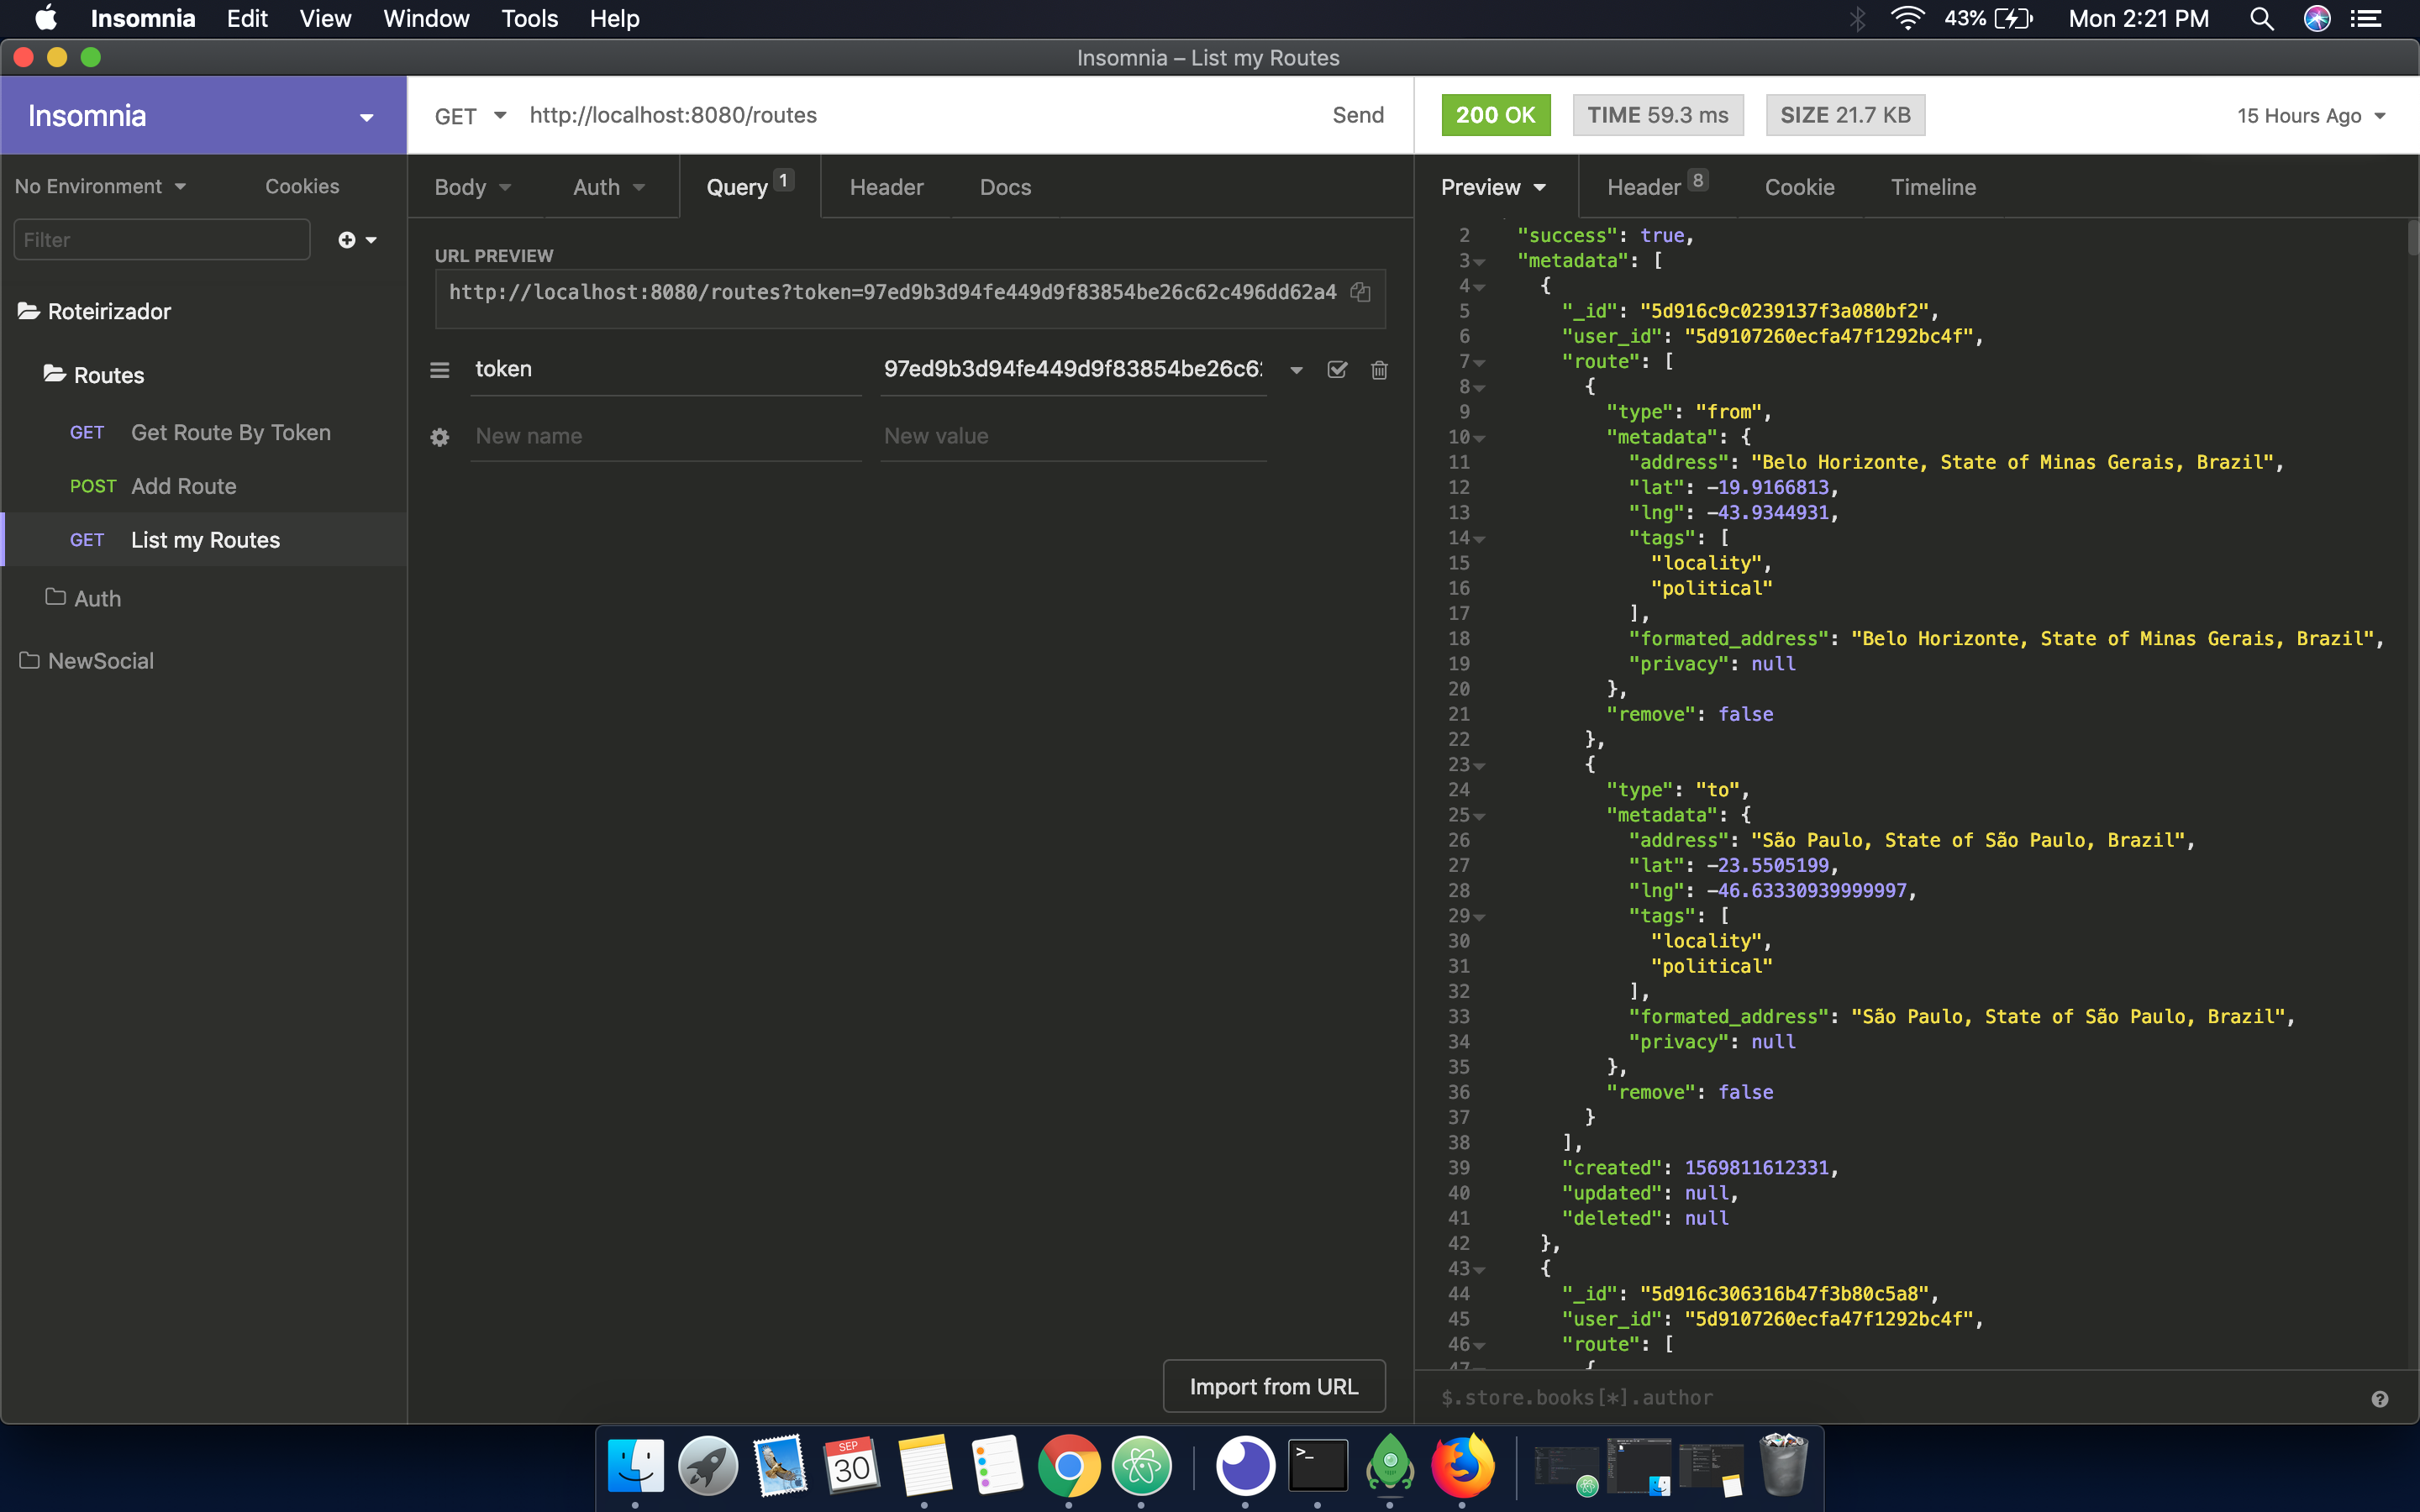 Insomnia Edit View Window Tools Help 43% Mon 2:21 PM
Insomnia – List my Routes
Insomnia
GET http://localhost:8080/routes Send
200 OK TIME 59.3 ms SIZE 21.7 KB 15 Hours Ago
No Environment Cookies
Filter
Roteirizador
Routes
GET Get Route By Token
POST Add Route
GET List my Routes
Auth
NewSocial
Body Auth Query 1 Header Docs
URL PREVIEW
http://localhost:8080/routes?token=97ed9b3d94fe449d9f83854be26c62c496dd62a4
token 97ed9b3d94fe449d9f83854be26c6
New name New value
Import from URL
Preview Header 8 Cookie Timeline
2 "success": true,
3 "metadata": [
4 {
5 "_id": "5d916c9c0239137f3a080bf2",
6 "user_id": "5d9107260ecfa47f1292bc4f",
7 "route": [
8 {
9 "type": "from",
10 "metadata": {
11 "address": "Belo Horizonte, State of Minas Gerais, Brazil",
12 "lat": -19.9166813,
13 "lng": -43.9344931,
14 "tags": [
15 "locality",
16 "political"
17 ],
18 "formated_address": "Belo Horizonte, State of Minas Gerais, Brazil",
19 "privacy": null
20 },
21 "remove": false
22 },
23 {
24 "type": "to",
25 "metadata": {
26 "address": "São Paulo, State of São Paulo, Brazil",
27 "lat": -23.5505199,
28 "lng": -46.63330939999997,
29 "tags": [
30 "locality",
31 "political"
32 ],
33 "formated_address": "São Paulo, State of São Paulo, Brazil",
34 "privacy": null
35 },
36 "remove": false
37 }
38 ],
39 "created": 1569811612331,
40 "updated": null,
41 "deleted": null
42 },
43 {
44 "_id": "5d916c306316b47f3b80c5a8",
45 "user_id": "5d9107260ecfa47f1292bc4f",
46 "route": [
47 {
$.store.books[*].author
SEP
30
>_